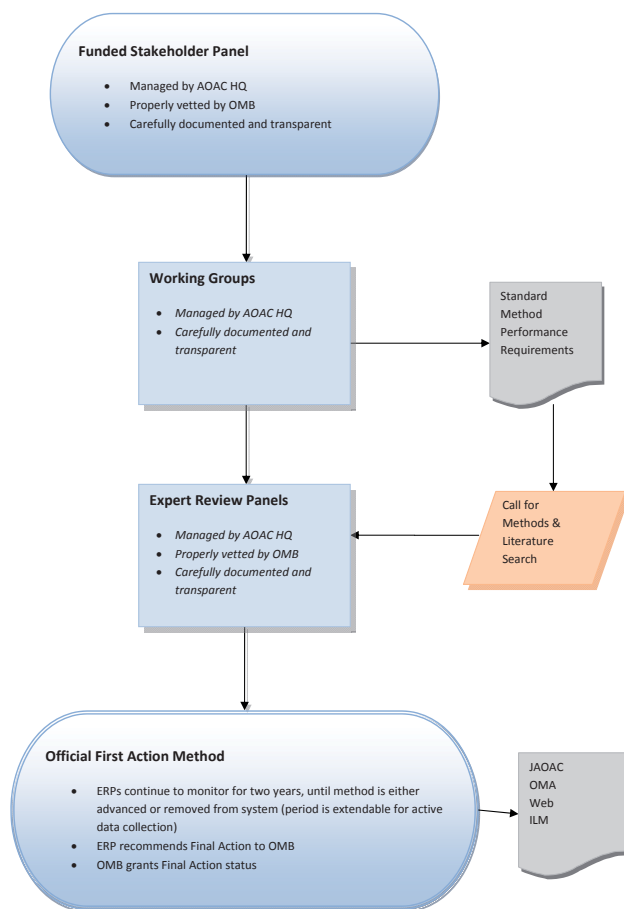 Funded Stakeholder Panel
• Managed by AOAC HQ
• Properly vetted by OMB
• Carefully documented and transparent
Working Groups
• Managed by AOAC HQ
• Carefully documented and
transparent
Standard
Method
Performance
Requirements
Expert Review Panels
• Managed by AOAC HQ
• Properly vetted by OMB
• Carefully documented and
transparent
Call for
Methods &
Literature
Search
Official First Action Method
• ERPs continue to monitor for two years, until method is either
advanced or removed from system (period is extendable for active
data collection)
• ERP recommends Final Action to OMB
• OMB grants Final Action status
JAOAC
OMA
Web
ILM